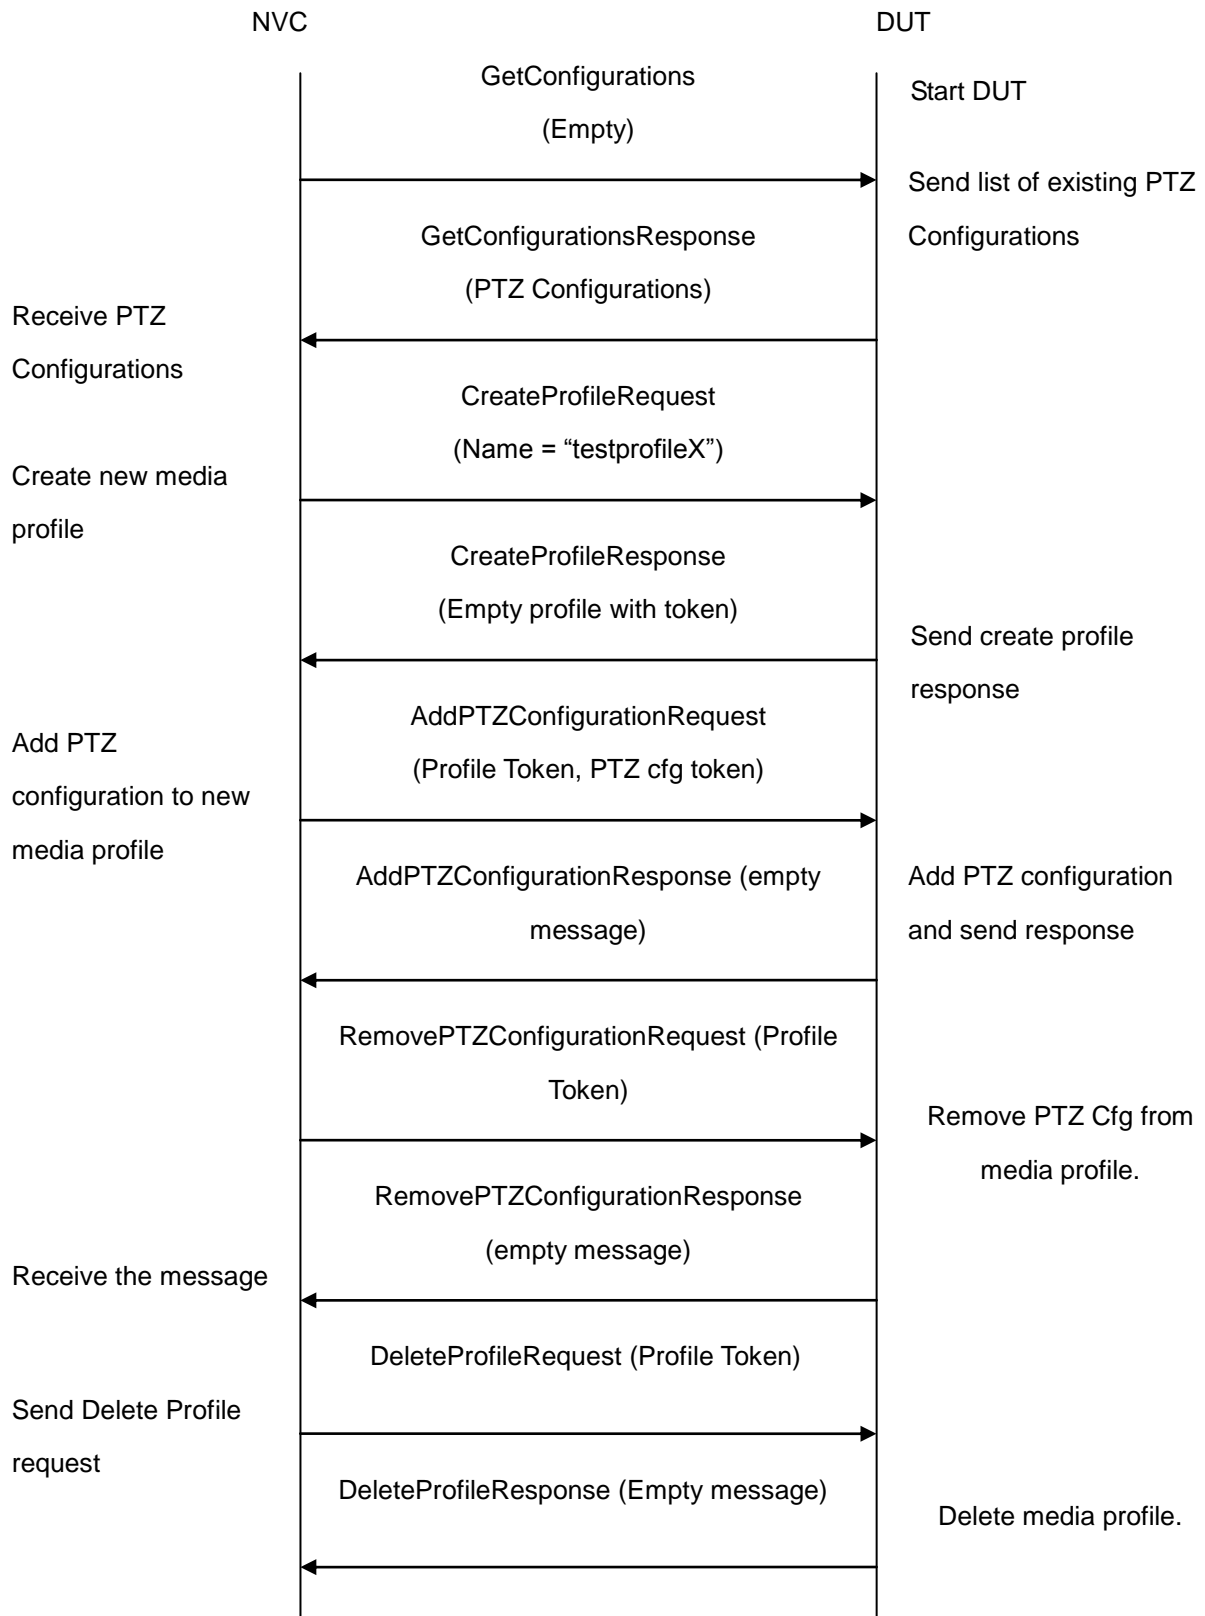 NVC
DUT
GetConfigurations
(Empty)
Start DUT
Send list of existing PTZ
Configurations
GetConfigurationsResponse
(PTZ Configurations)
Receive PTZ
Configurations
CreateProfileRequest
(Name = “testprofileX”)
Create new media
profile
CreateProfileResponse
(Empty profile with token)
Send create profile
response
AddPTZConfigurationRequest
(Profile Token, PTZ cfg token)
Add PTZ
configuration to new
media profile
AddPTZConfigurationResponse (empty
message)
Add PTZ configuration
and send response
RemovePTZConfigurationRequest (Profile
Token)
Remove PTZ Cfg from
media profile.
RemovePTZConfigurationResponse
(empty message)
Receive the message
DeleteProfileRequest (Profile Token)
Send Delete Profile
request
DeleteProfileResponse (Empty message)
Delete media profile.